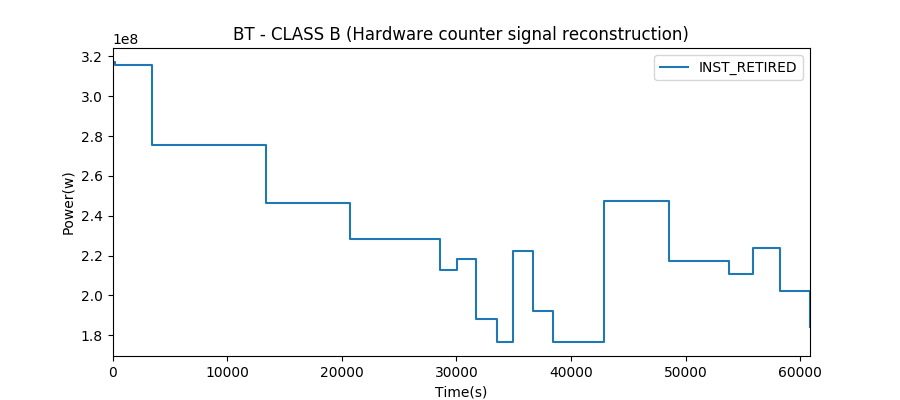 BT - CLASS B (Hardware counter signal reconstruction)
1e8
INST_RETIRED
3.2
3.0
2.8
2.6
2.4
2.2
2.0
1.8
Power(w)
0 10000 20000 30000 40000 50000 60000
Time(s)